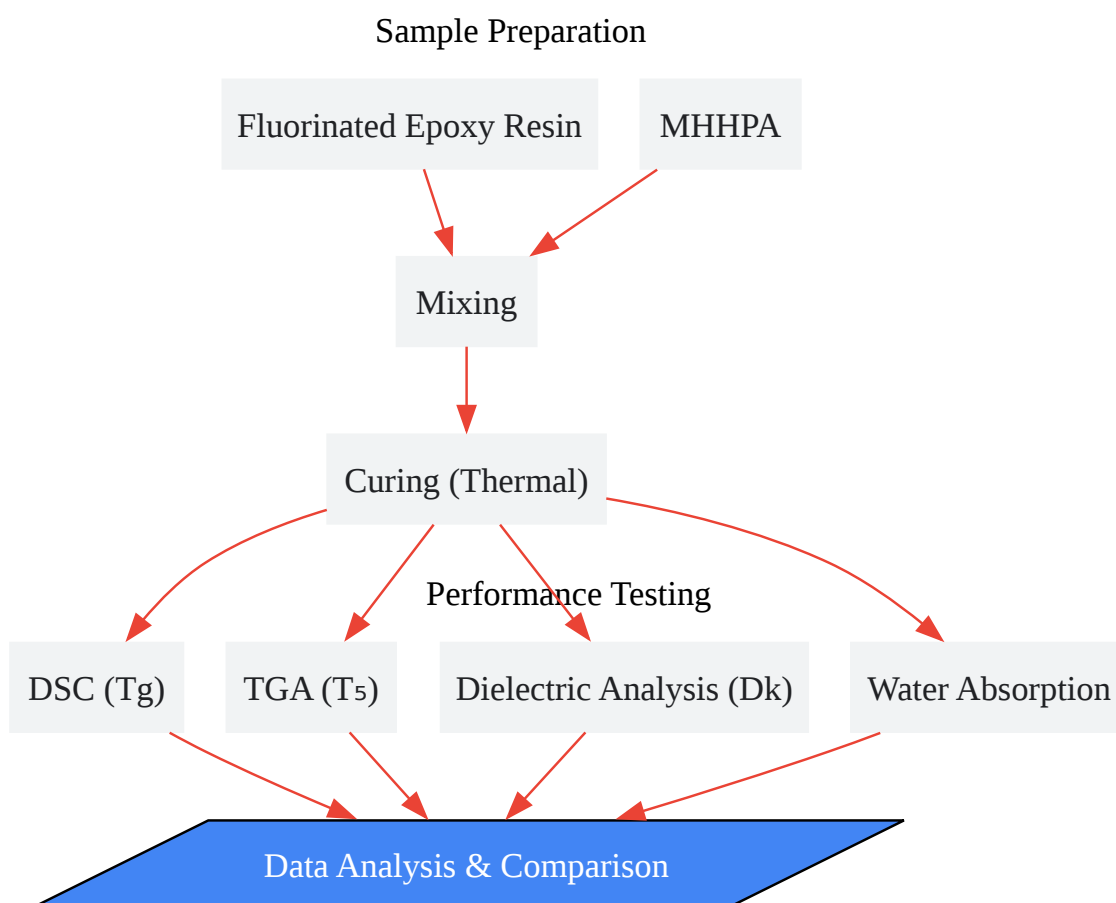 Sample Preparation
Fluorinated Epoxy Resin
MHHPA
Mixing
Curing (Thermal)
Performance Testing
DSC (Tg)
TGA (T₅)
Dielectric Analysis (Dk)
Water Absorption
Data Analysis & Comparison